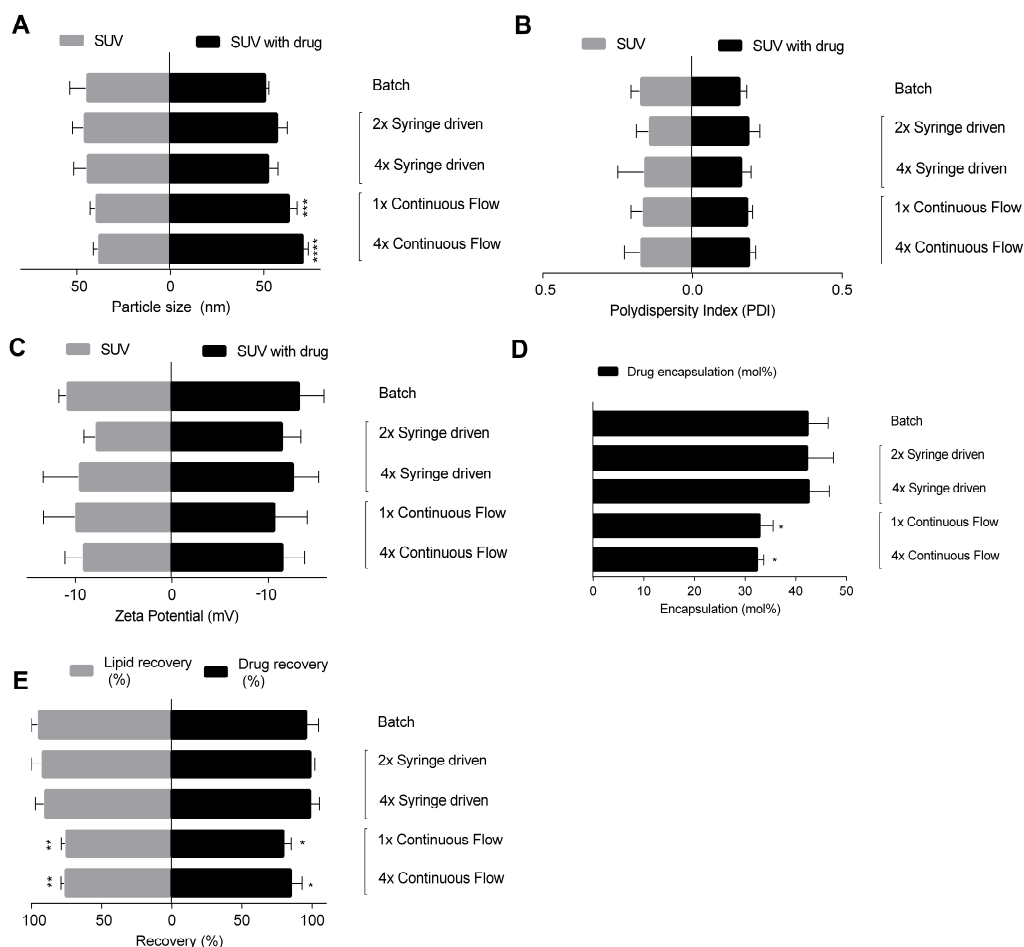 A
SUV
SUV with drug
Batch
2x Syringe driven
4x Syringe driven
1x Continuous Flow
***
4x Continuous Flow
****
50
0
50
Particle size (nm)
B
SUV
SUV with drug
Batch
2x Syringe driven
4x Syringe driven
1x Continuous Flow
4x Continuous Flow
0.5
0.0
0.5
Polydispersity Index (PDI)
C
SUV
SUV with drug
Batch
2x Syringe driven
4x Syringe driven
1x Continuous Flow
4x Continuous Flow
-10
0
-10
Zeta Potential (mV)
D
Drug encapsulation (mol%)
Batch
2x Syringe driven
4x Syringe driven
1x Continuous Flow
*
4x Continuous Flow
*
0
10
20
30
40
50
Encapsulation (mol%)
E
Lipid recovery
(%)
Drug recovery
(%)
Batch
2x Syringe driven
4x Syringe driven
**
*
1x Continuous Flow
**
*
4x Continuous Flow
100
50
0
50
100
Recovery (%)